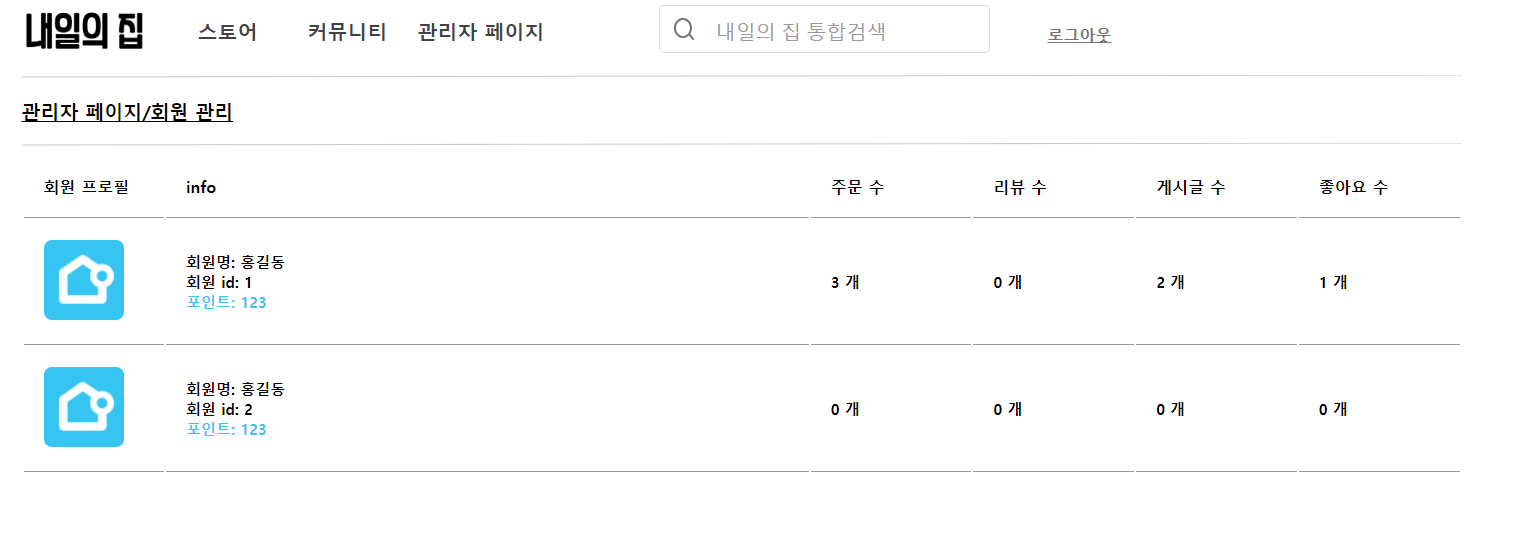 내일의 집 스토어 커뮤니티 관리자 페이지 내일의 집 통합검색 로그아웃
관리자 페이지/회원 관리
회원 프로필 info 주문 수 리뷰 수 게시글 수 좋아요 수
회원명: 홍길동
회원 id: 1 3 개 0 개 2 개 1 개
포인트: 123
회원명: 홍길동
회원 id: 2 0 개 0 개 0 개 0 개
포인트: 123